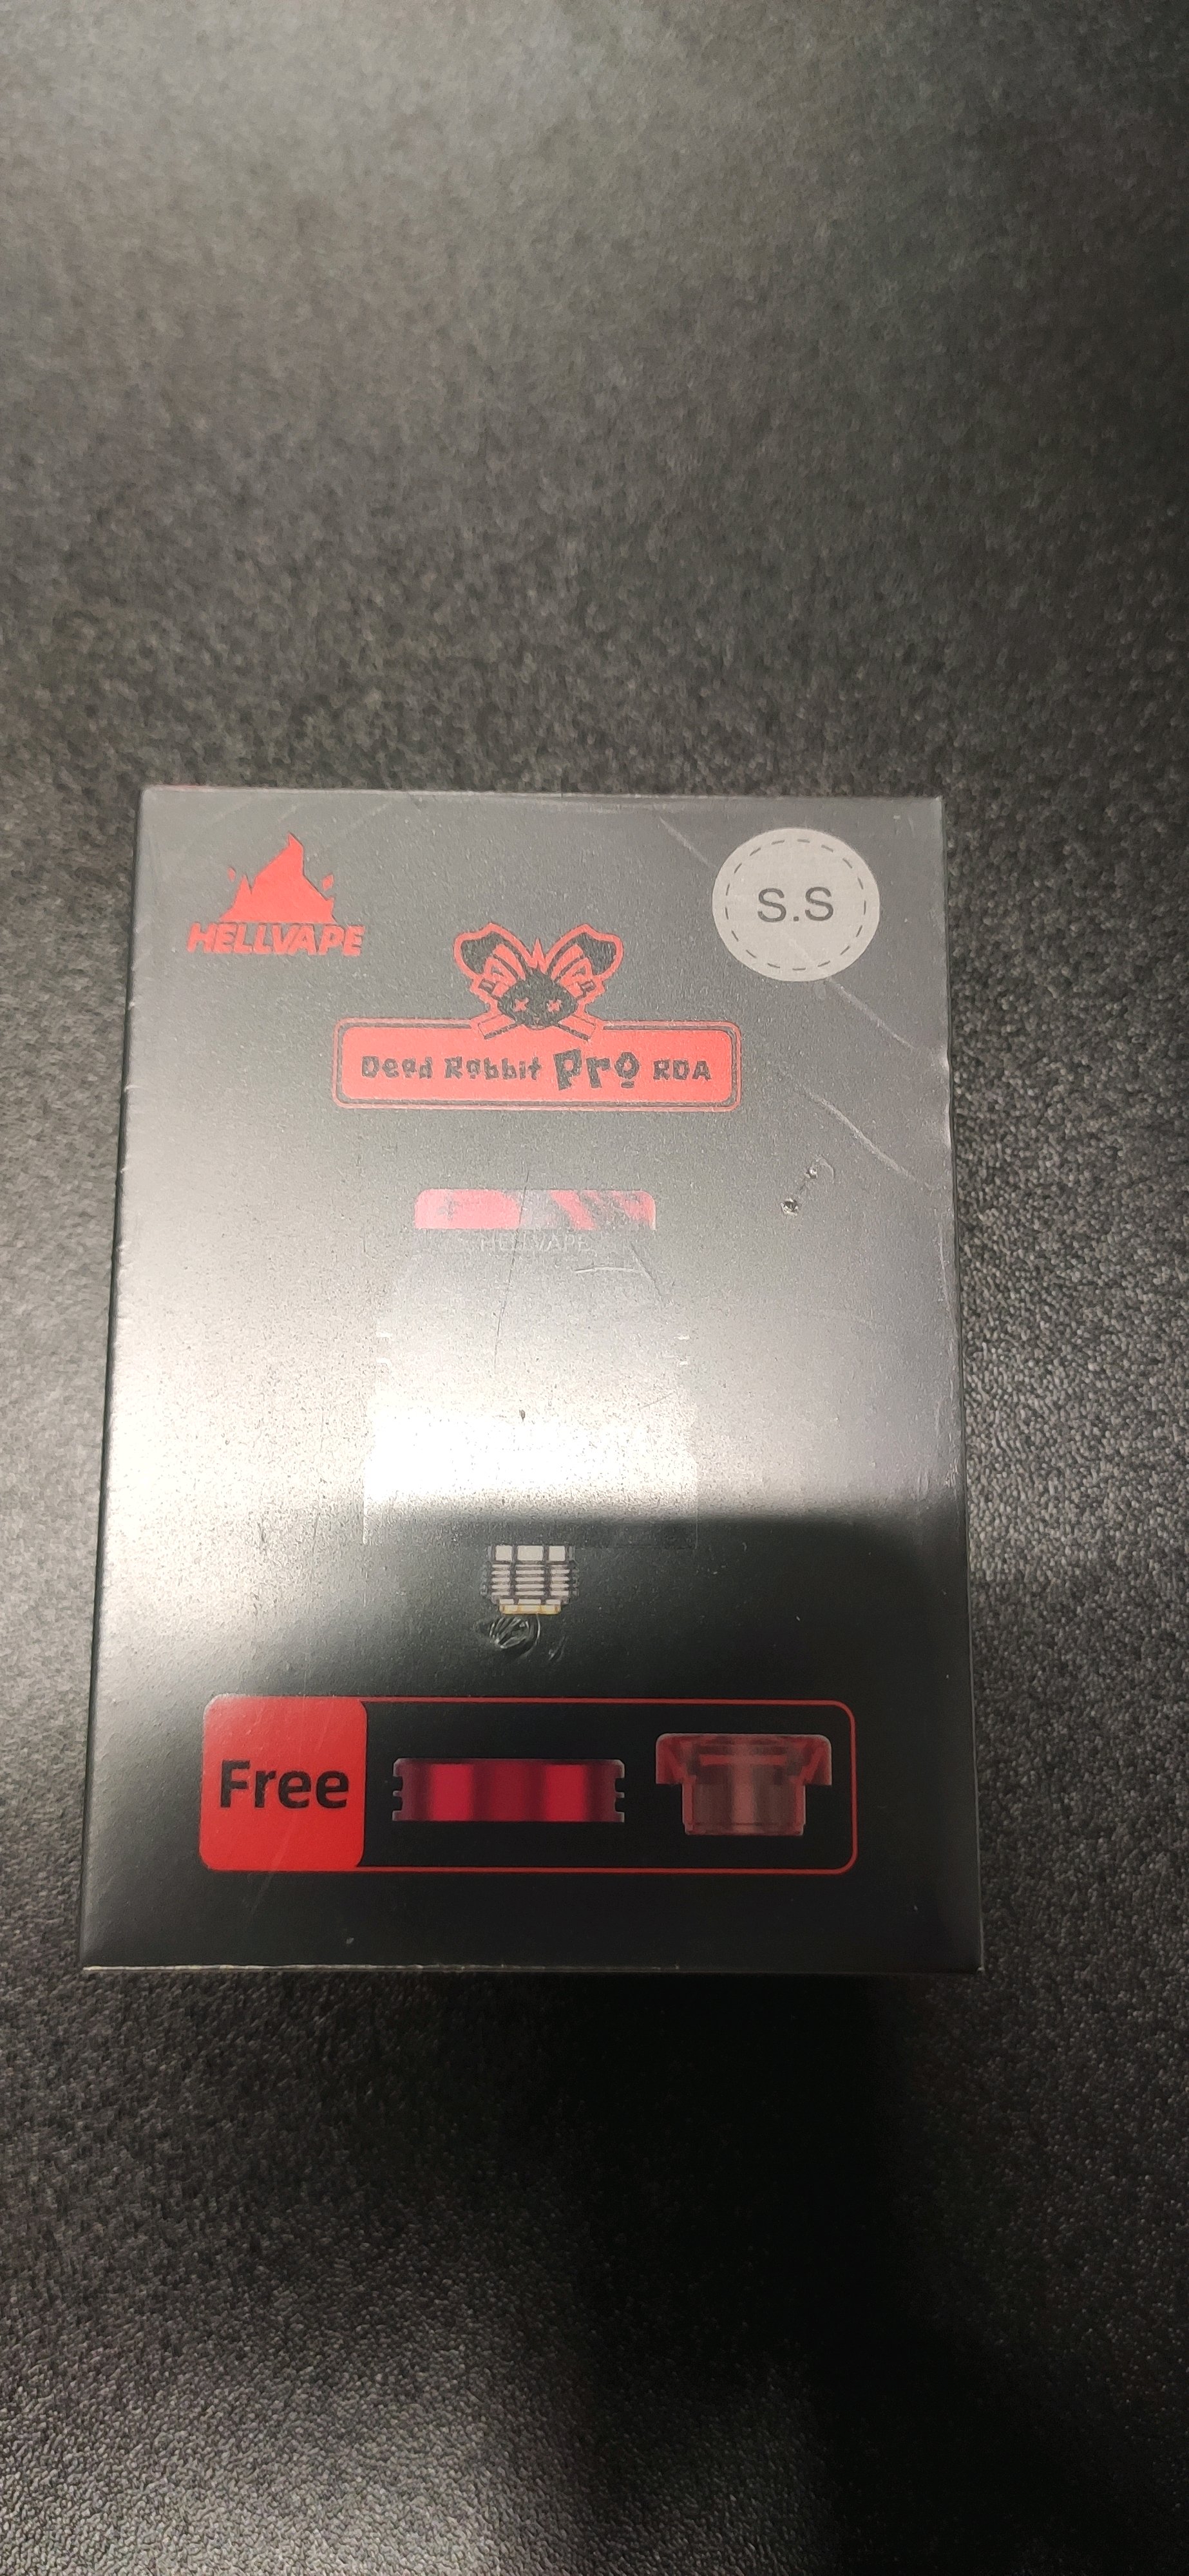 HELLVAPE
S.S
Dead Rabbit Pro RDA
HELLVAPE
Free